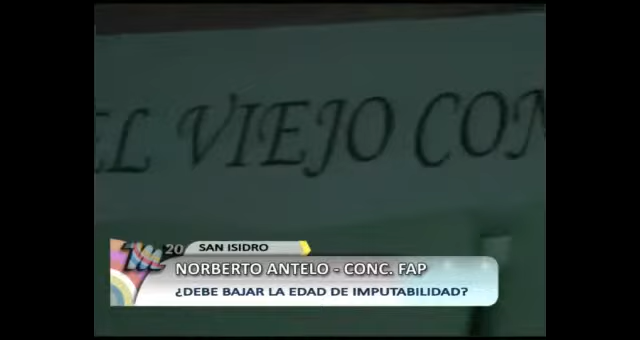 EL VIEJO CON
20
SAN ISIDRO
NORBERTO ANTELO - CONC. FAP
¿DEBE BAJAR LA EDAD DE IMPUTABILIDAD?